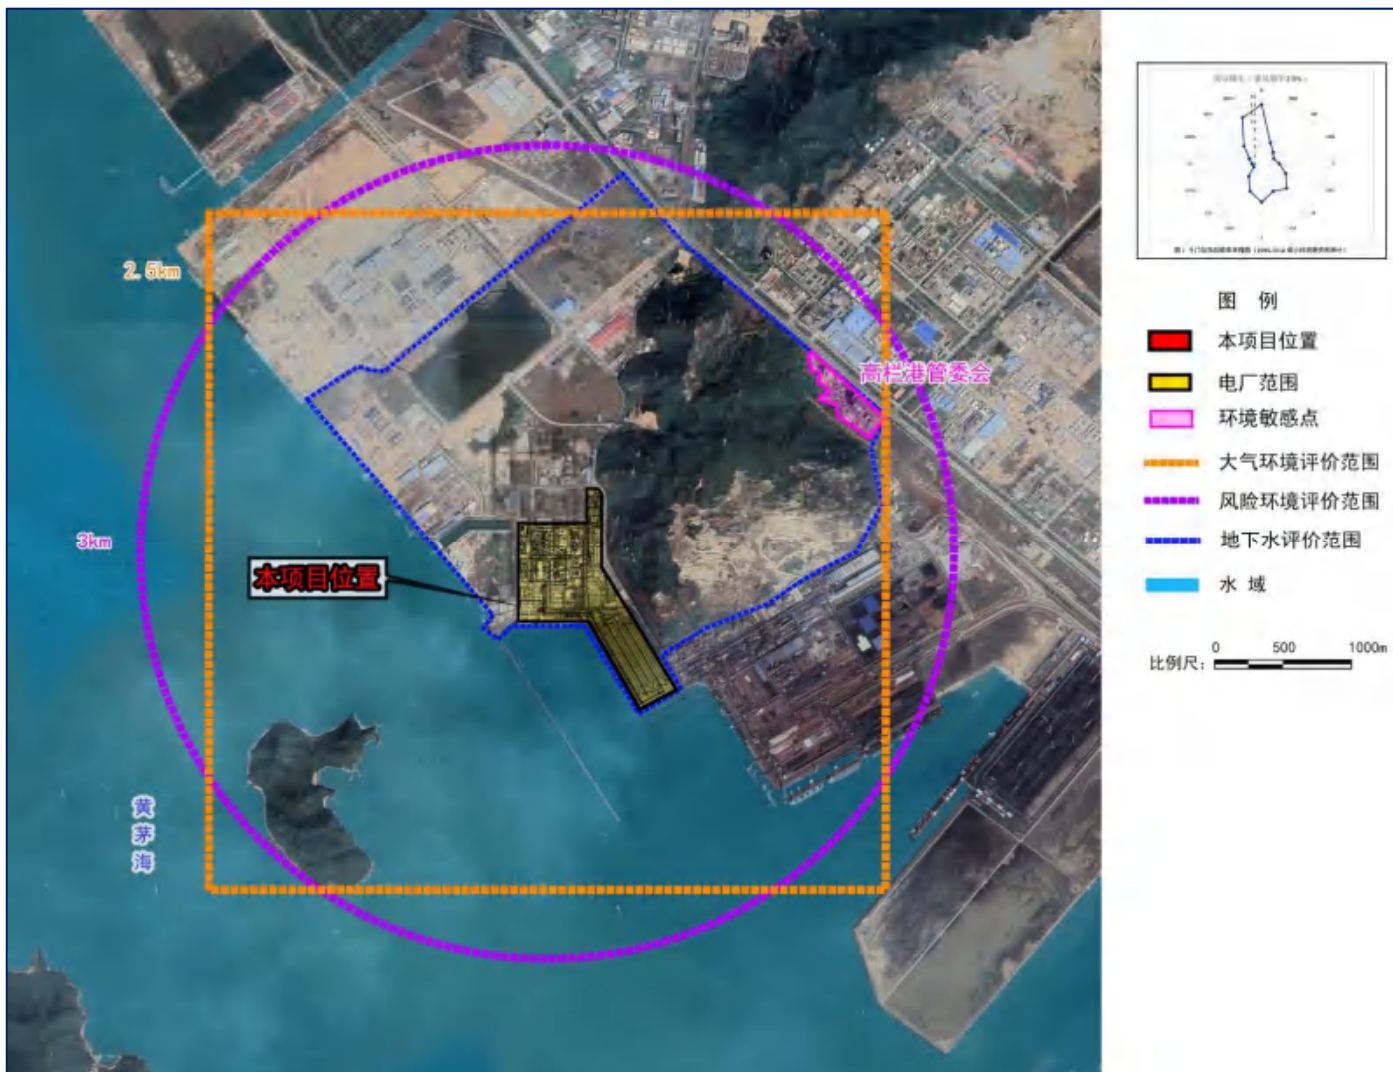 2.5km
高栏港管委会
3km
本项目位置
黄
茅
海
图 例
本项目位置
电厂范围
环境敏感点
大气环境评价范围
风险环境评价范围
地下水评价范围
水 域
比例尺:
0 500 1000m